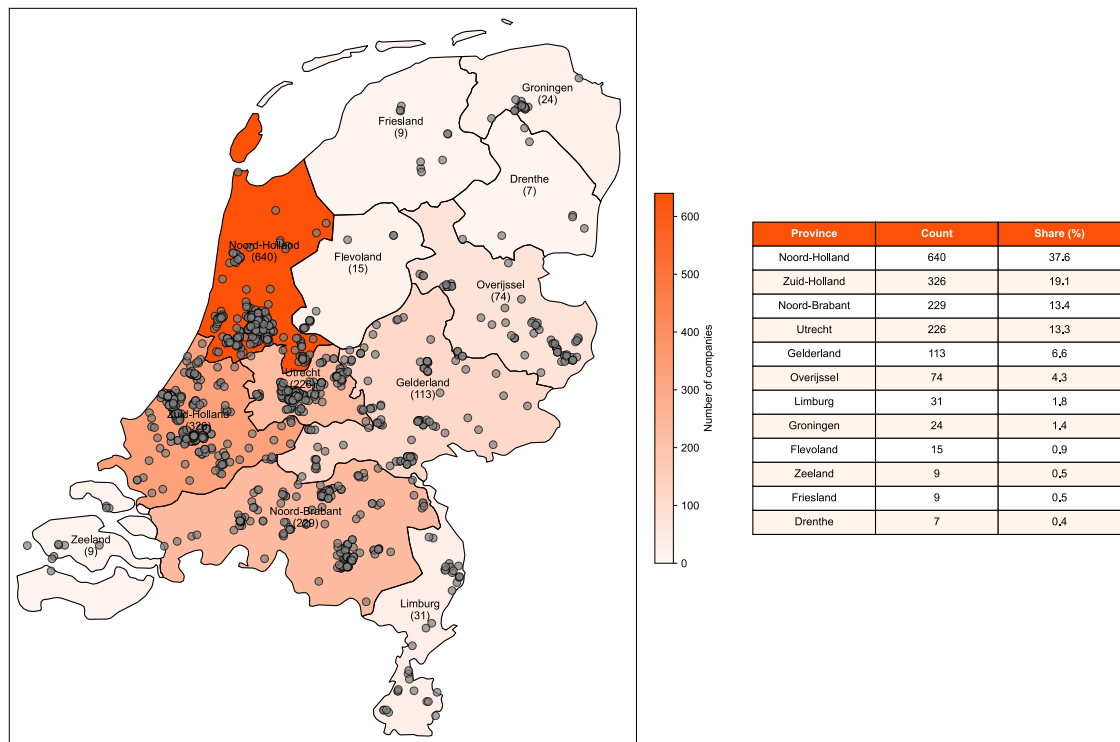 Groningen
(24)
Friesland
(9)
Drenthe
(7)
Noord-Holland
(640)
Flevoland
(15)
Overijssel
(74)
Utrecht
(226)
Gelderland
(113)
Zuid-Holland
(326)
Noord-Brabant
(229)
Zeeland
(9)
Limburg
(31)
600
500
400
300
200
100
0
Number of companies
Province Count Share (%)
Noord-Holland 640 37.6
Zuid-Holland 326 19.1
Noord-Brabant 229 13.4
Utrecht 226 13.3
Gelderland 113 6.6
Overijssel 74 4.3
Limburg 31 1.8
Groningen 24 1.4
Flevoland 15 0.9
Zeeland 9 0.5
Friesland 9 0.5
Drenthe 7 0.4